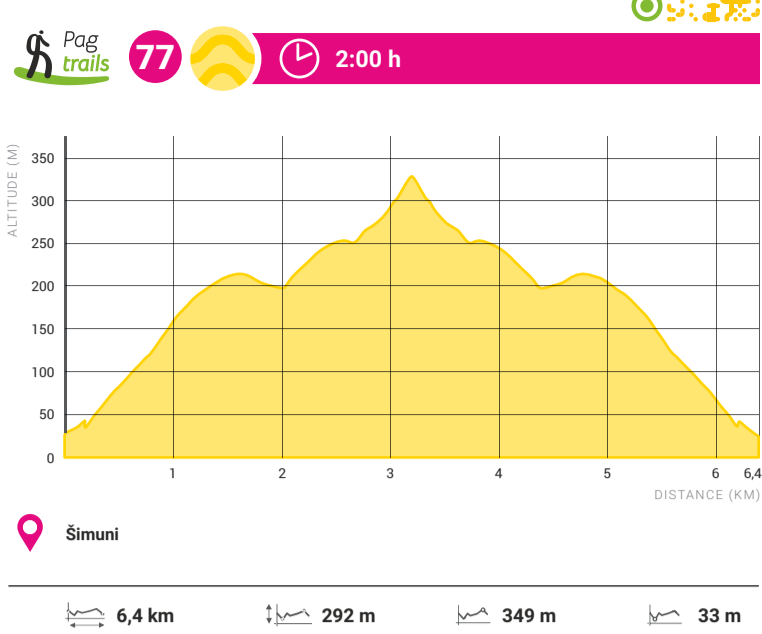 Pag
trails
77
2:00 h
ALTITUDE (M)
350
300
250
200
150
100
50
0
1
2
3
4
5
6
6,4
DISTANCE (KM)
Šimuni
6,4 km
292 m
349 m
33 m